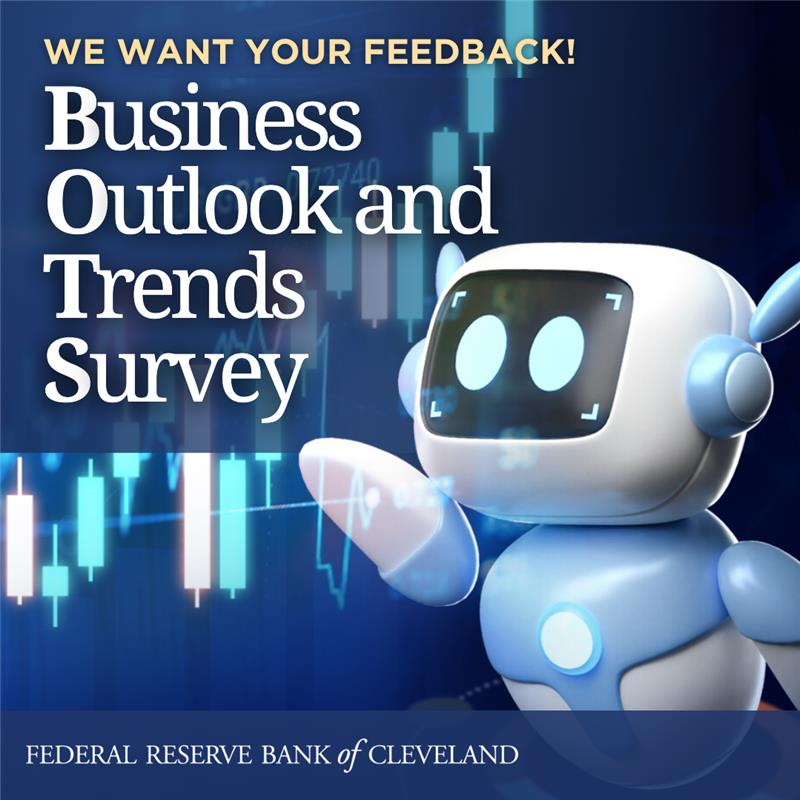 WE WANT YOUR FEEDBACK!
Business
Outlook and
Trends
Survey
FEDERAL RESERVE BANK of CLEVELAND